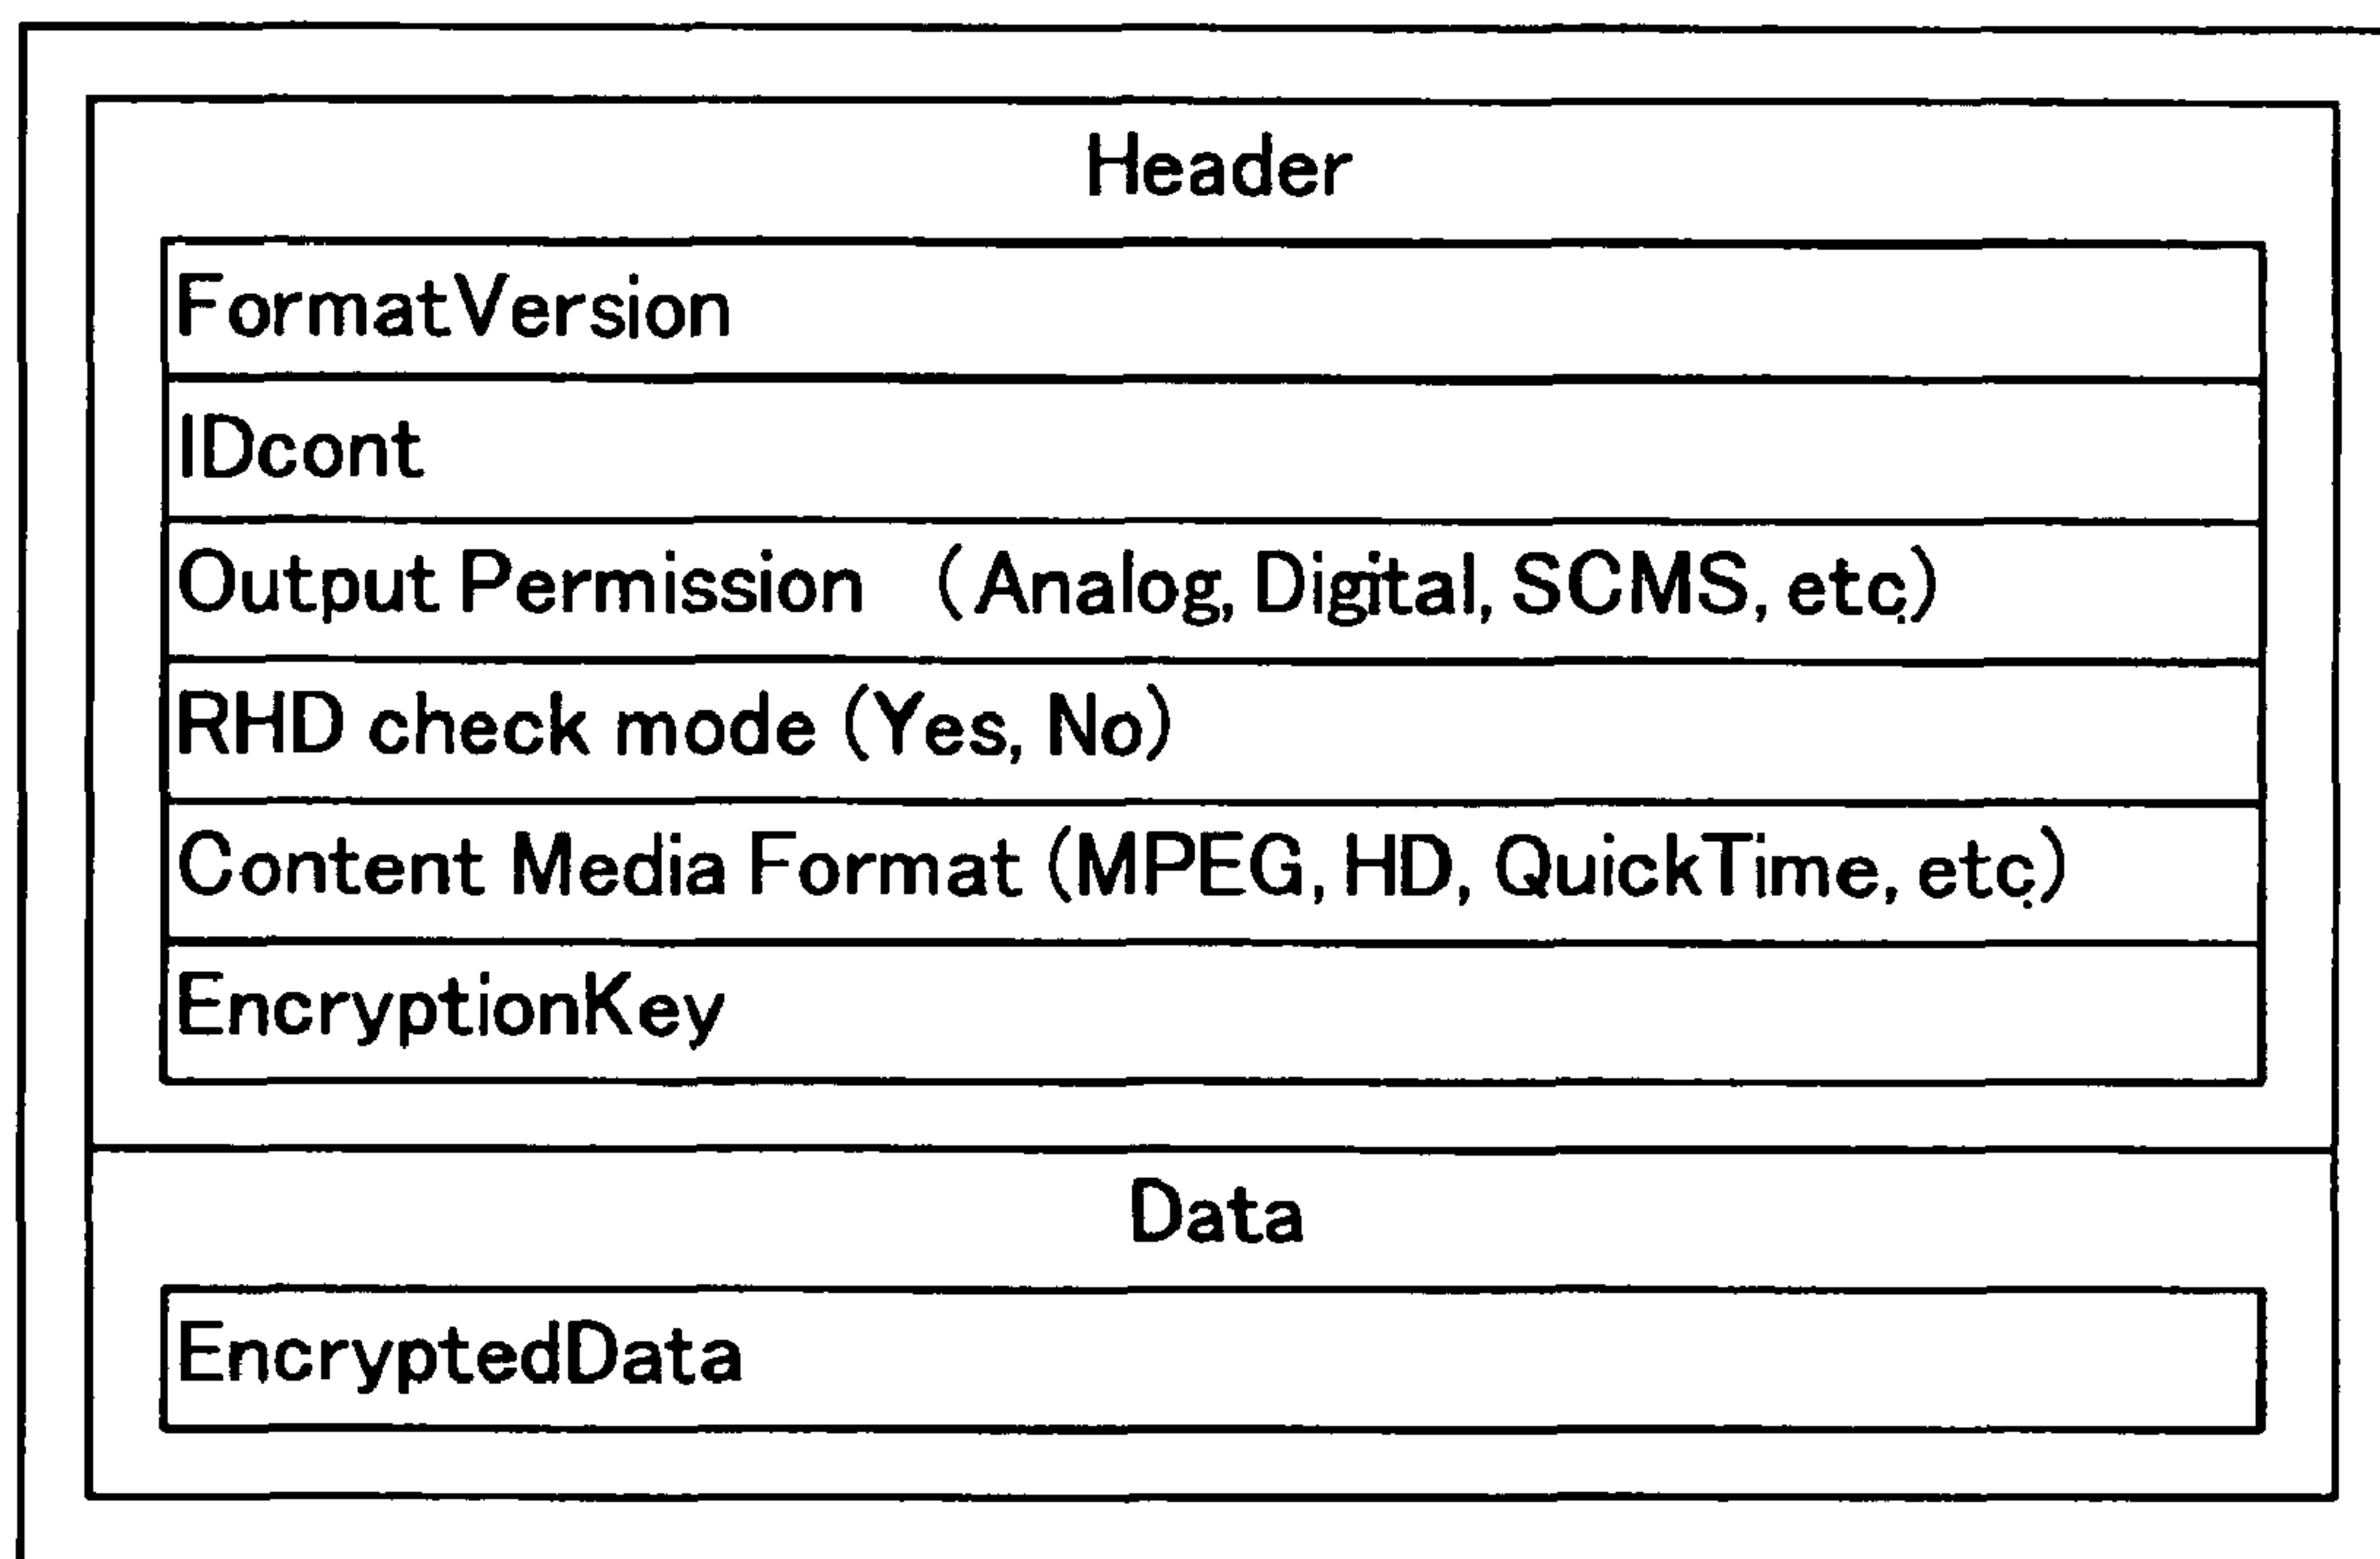 Header
FormatVersion
IDcont
Output Permission (Analog, Digital, SCMS, etc.)
RHD check mode (Yes, No)
Content Media Format (MPEG, HD, QuickTime, etc.)
EncryptionKey
Data
EncryptedData